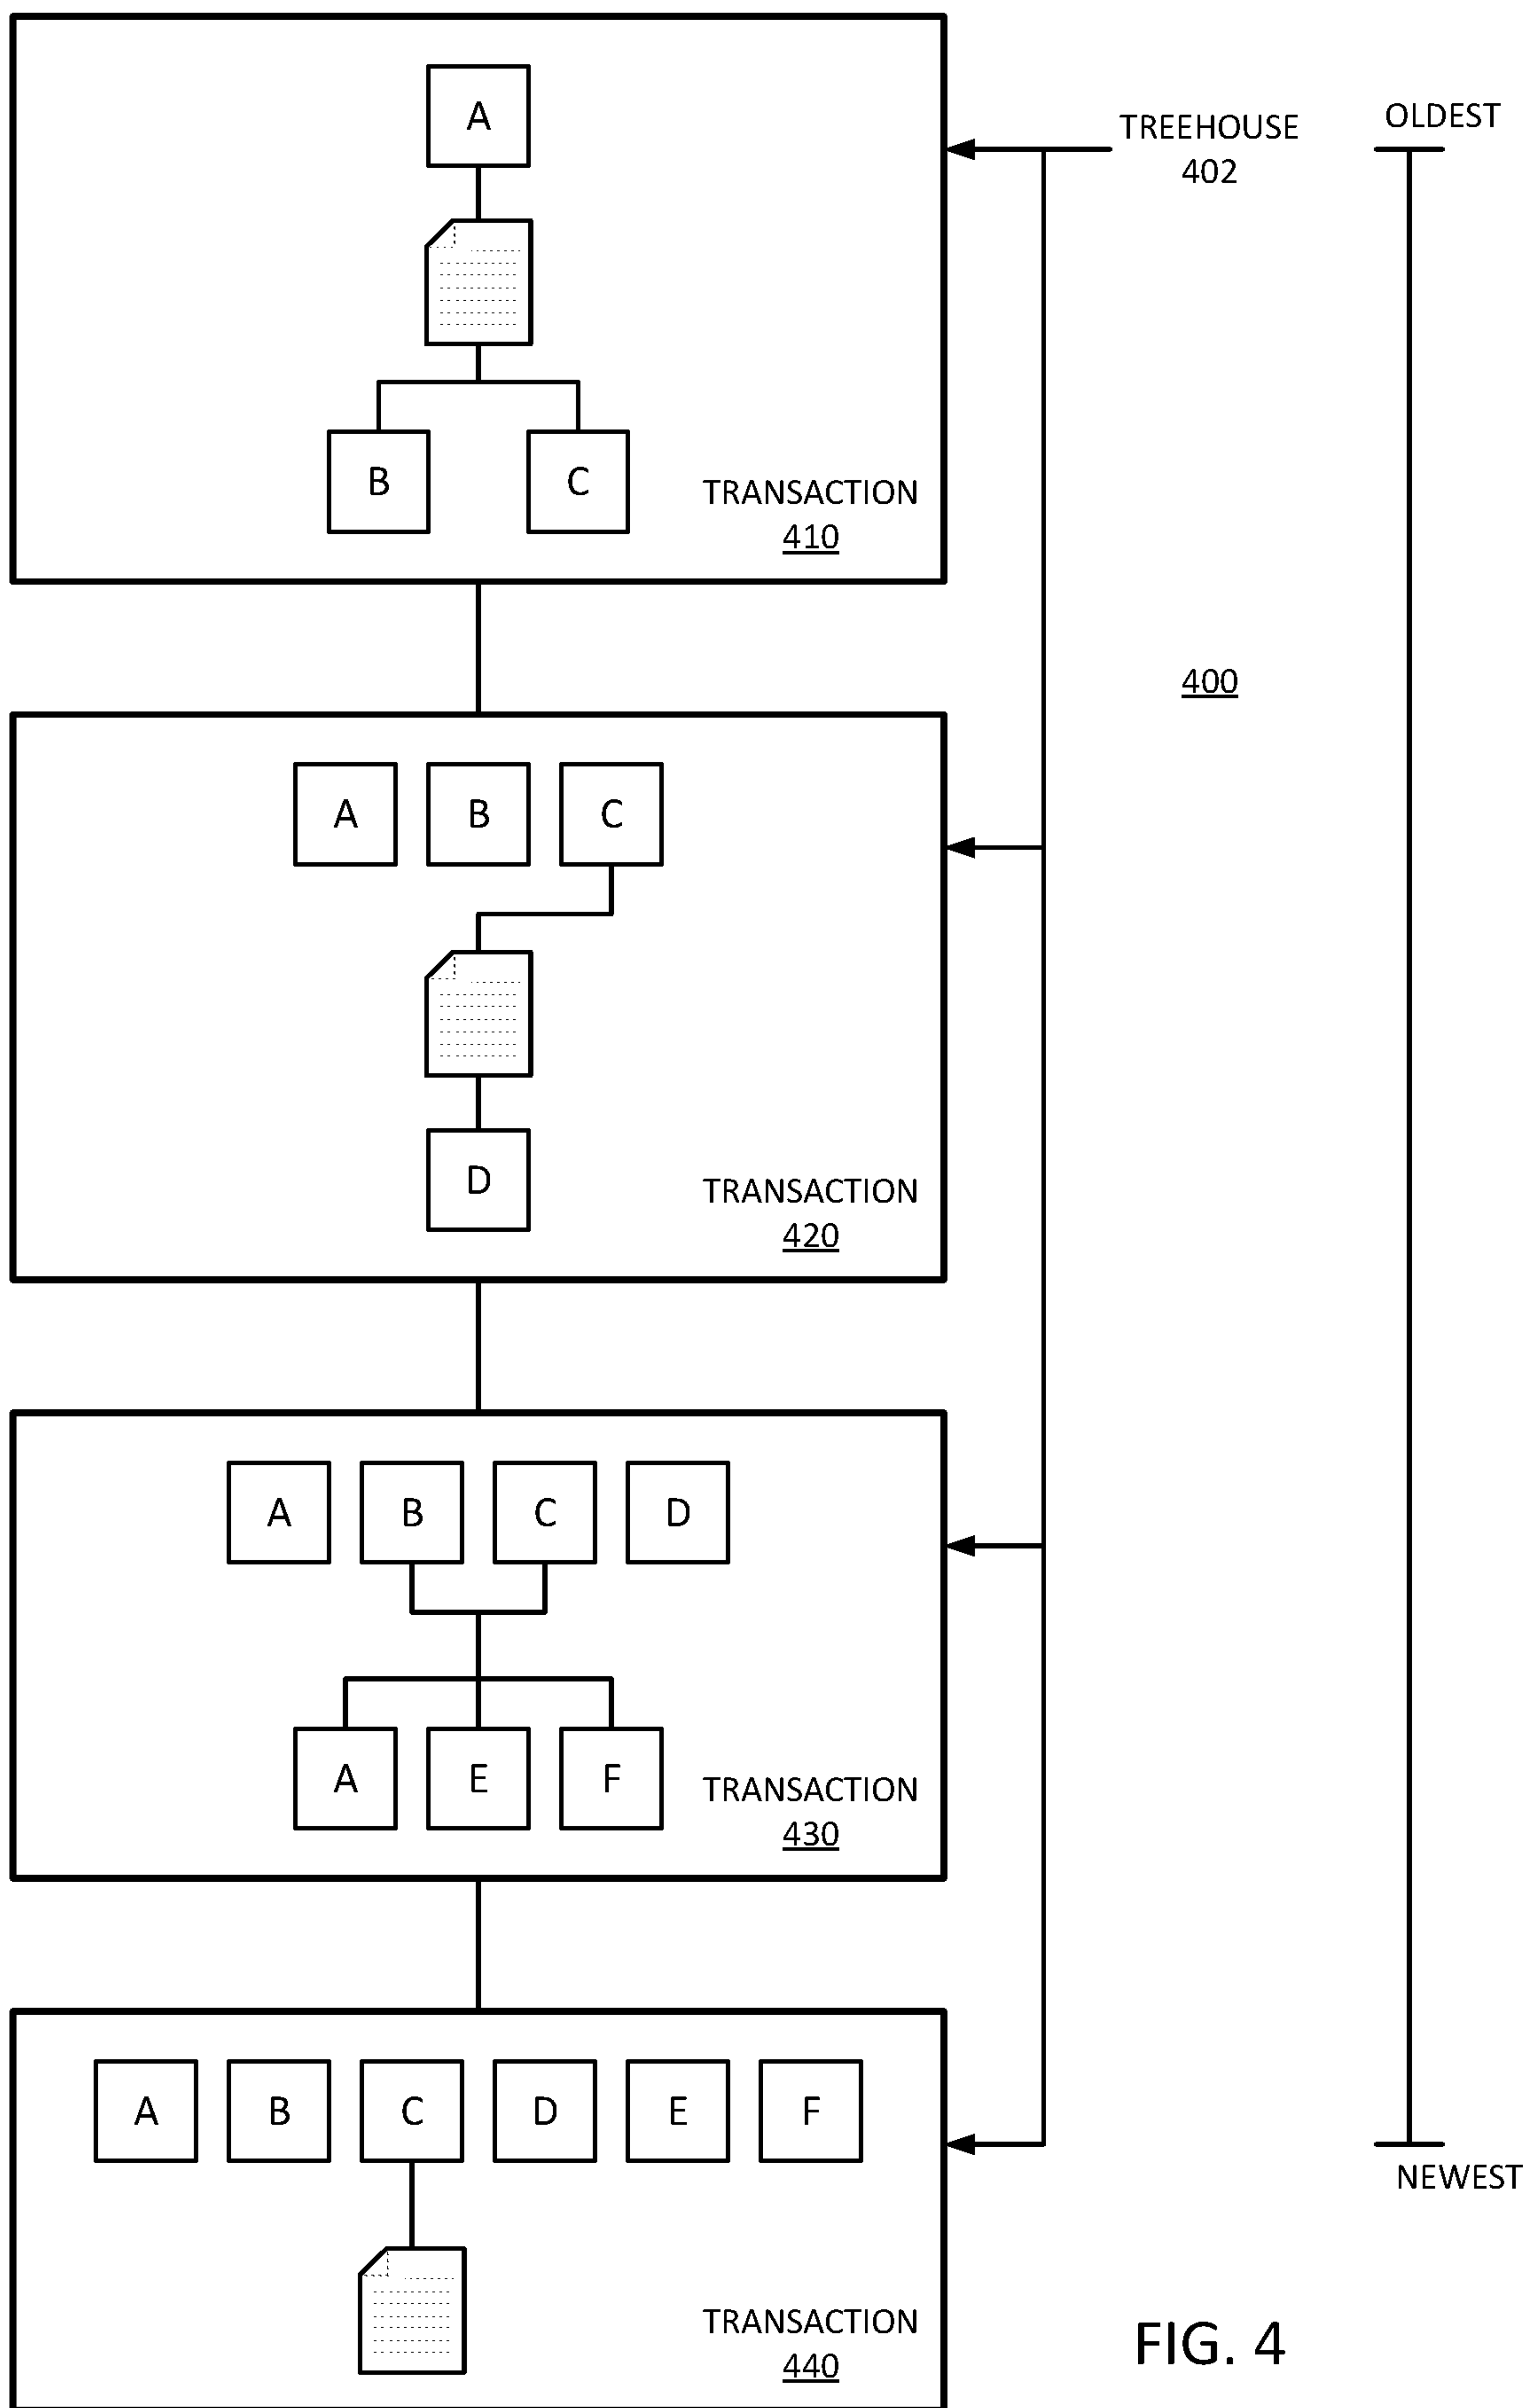 A
TREEHOUSE
402
OLDEST
B
C
TRANSACTION
410
400
A
B
C
D
TRANSACTION
420
A
B
C
D
A
E
F
TRANSACTION
430
A
B
C
D
E
F
NEWEST
TRANSACTION
440
FIG. 4